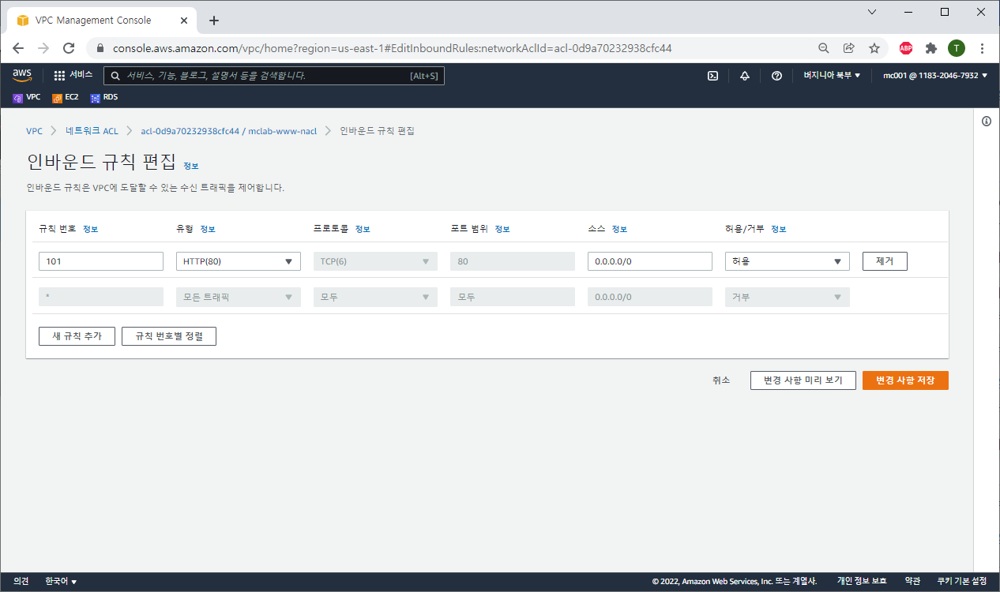 VPC Management Console
console.aws.amazon.com/vpc/home?region=us-east-1#EditInboundRules:networkAclId=acl-0d9a70232938cfc44
ABP
T
aws
서비스
서비스, 기능, 블로그, 설명서 등을 검색합니다.
[Alt+S]
버지니아 북부
mc001 @ 1183-2046-7932
VPC
EC2
RDS
VPC
네트워크 ACL
acl-0d9a70232938cfc44 / mclab-www-nacl
인바운드 규칙 편집
인바운드 규칙 편집 정보
인바운드 규칙은 VPC에 도달할 수 있는 수신 트래픽을 제어합니다.
규칙 번호 정보 유형 정보 프로토콜 정보 포트 범위 정보 소스 정보 허용/거부 정보
101 HTTP(80) TCP(6) 80 0.0.0.0/0 허용 제거
* 모든 트래픽 모두 모두 0.0.0.0/0 거부
새 규칙 추가 규칙 번호별 정렬
취소 변경 사항 미리 보기 변경 사항 저장
의견 한국어 © 2022, Amazon Web Services, Inc. 또는 계열사. 개인 정보 보호 약관 쿠키 기본 설정